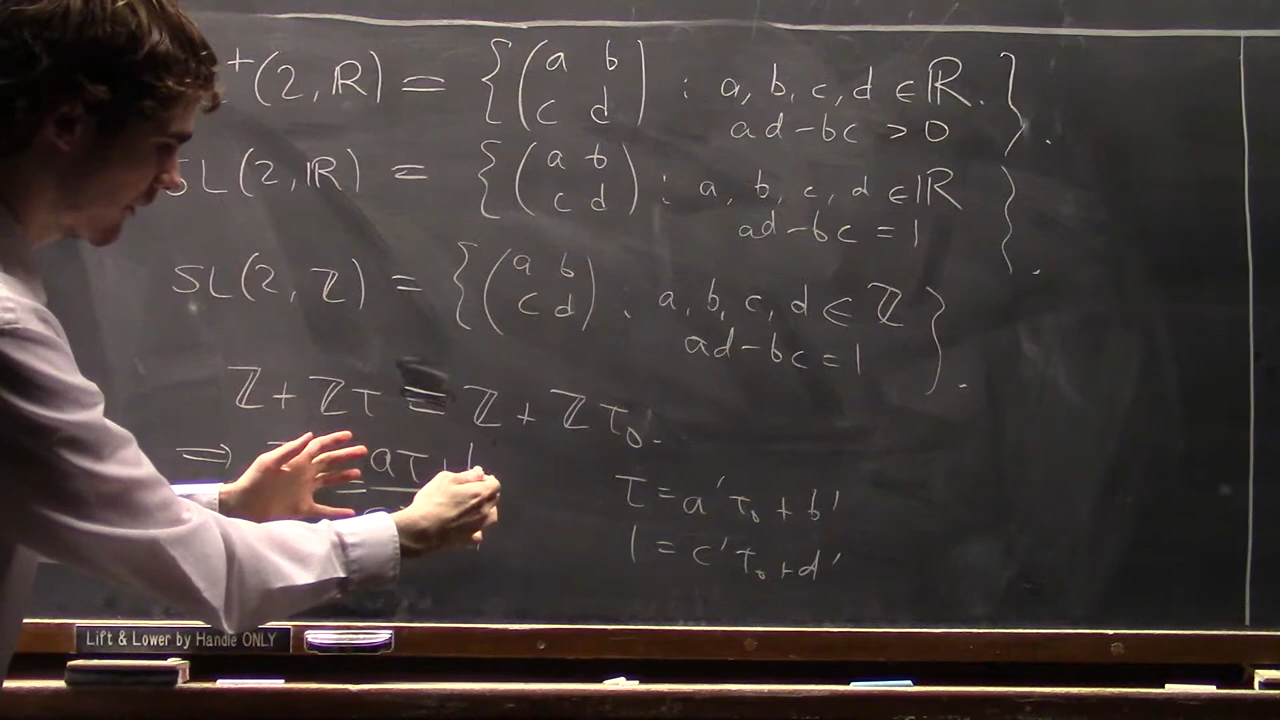 ⁺(2, ℝ) = { ( a b
c d ) : a, b, c, d ∈ ℝ.
ad - bc > 0 } .
SL(2, ℝ) = { ( a b
c d ) : a, b, c, d ∈ ℝ
ad - bc = 1 } .
SL(2, ℤ) = { ( a b
c d ) : a, b, c, d ∈ ℤ
ad - bc = 1 } .
ℤ + ℤτ = ℤ + ℤτ₀.
⇒ = aτ +
τ = a'τ₀ + b'
1 = c'τ₀ + d'
Lift & Lower by Handle ONLY